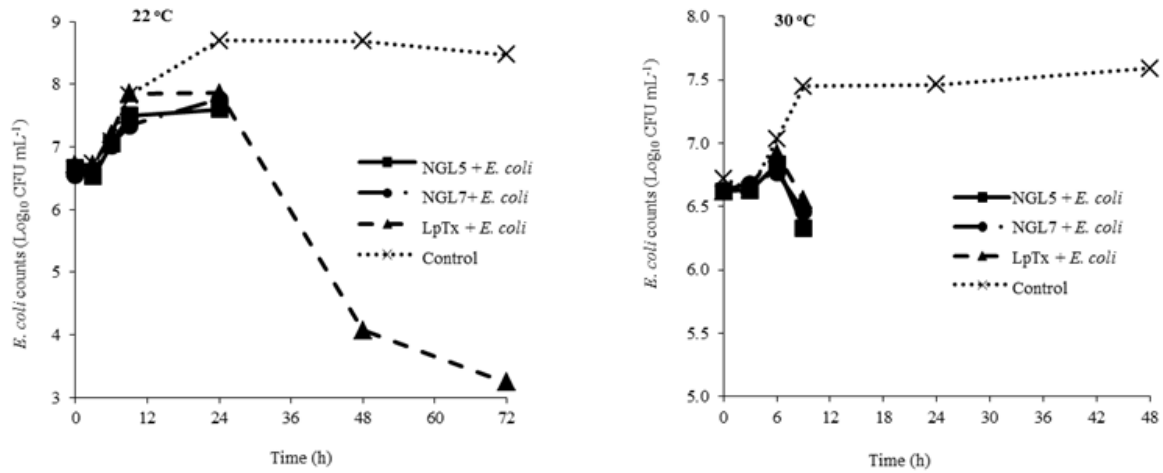 22 °C
9
8
7
6
5
4
3
0
12
24
36
48
60
72
E. coli counts (Log10 CFU mL-1)
Time (h)
NGL5 + E. coli
NGL7+ E. coli
LpTx + E. coli
Control
30 °C
8.0
7.5
7.0
6.5
6.0
5.5
5.0
0
6
12
18
24
30
36
42
48
E. coli counts (Log10 CFU mL-1)
Time (h)
NGL5 + E. coli
NGL7 + E. coli
LpTx + E. coli
Control